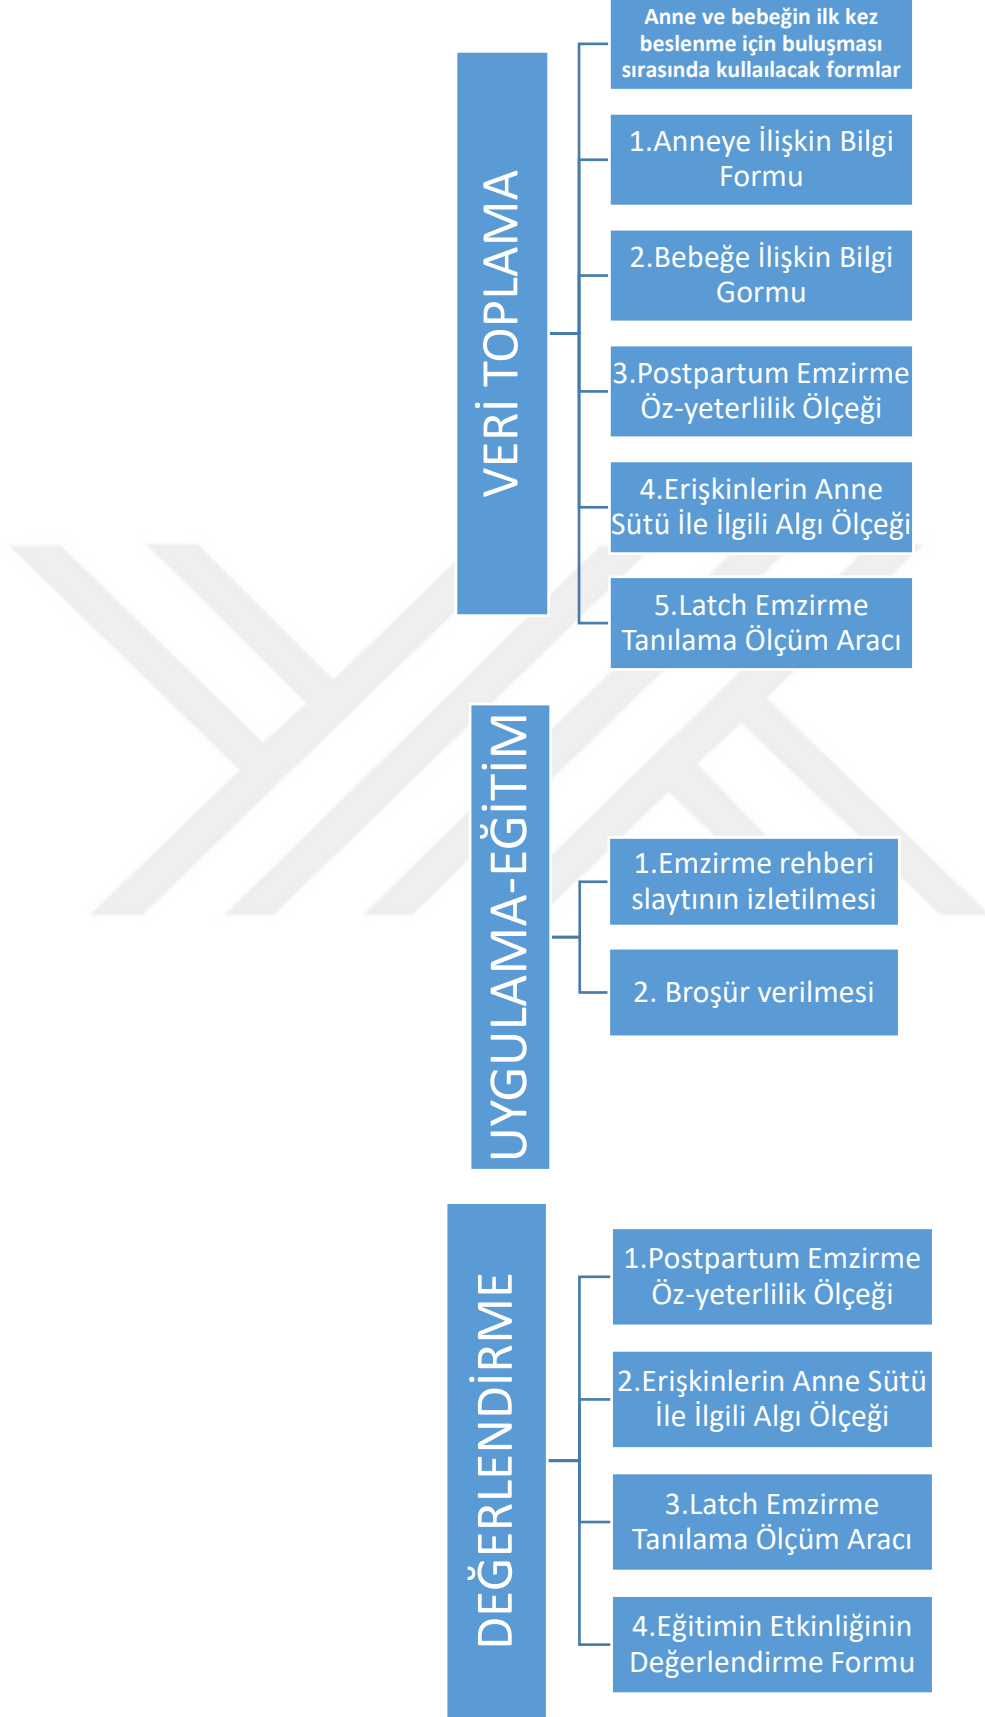 VERİ TOPLAMA
Anne ve bebeğin ilk kez
beslenme için buluşması
sırasında kullaılacak formlar
1.Anneye İlişkin Bilgi
Formu
2.Bebeğe İlişkin Bilgi
Gormu
3.Postpartum Emzirme
Öz-yeterlilik Ölçeği
4.Erişkinlerin Anne
Sütü İle İlgili Algı Ölçeği
5.Latch Emzirme
Tanılama Ölçüm Aracı
UYGULAMA-EĞİTİM
1.Emzirme rehberi
slaytının izletilmesi
2. Broşür verilmesi
DEĞERLENDİRME
1.Postpartum Emzirme
Öz-yeterlilik Ölçeği
2.Erişkinlerin Anne Sütü
İle İlgili Algı Ölçeği
3.Latch Emzirme
Tanılama Ölçüm Aracı
4.Eğitimin Etkinliğinin
Değerlendirme Formu